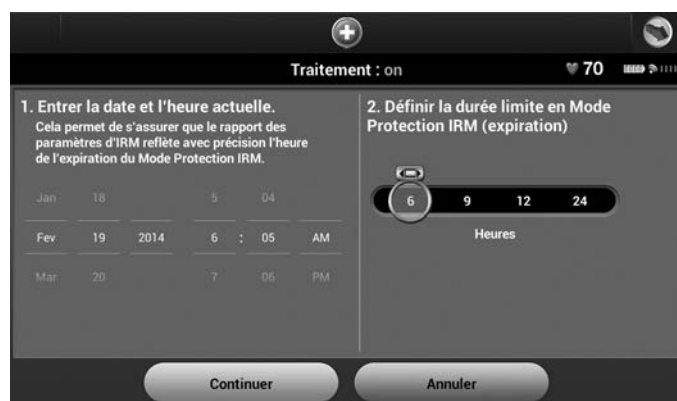 Traitement : on
70
1. Entrer la date et l'heure actuelle.
Cela permet de s'assurer que le rapport des
paramètres d'IRM reflète avec précision l'heure
de l'expiration du Mode Protection IRM.
Jan 18 5 04
Fev 19 2014 6 : 05 AM
Mar 20 7 06 PM
2. Définir la durée limite en Mode
Protection IRM (expiration)
6 9 12 24
Heures
Continuer
Annuler